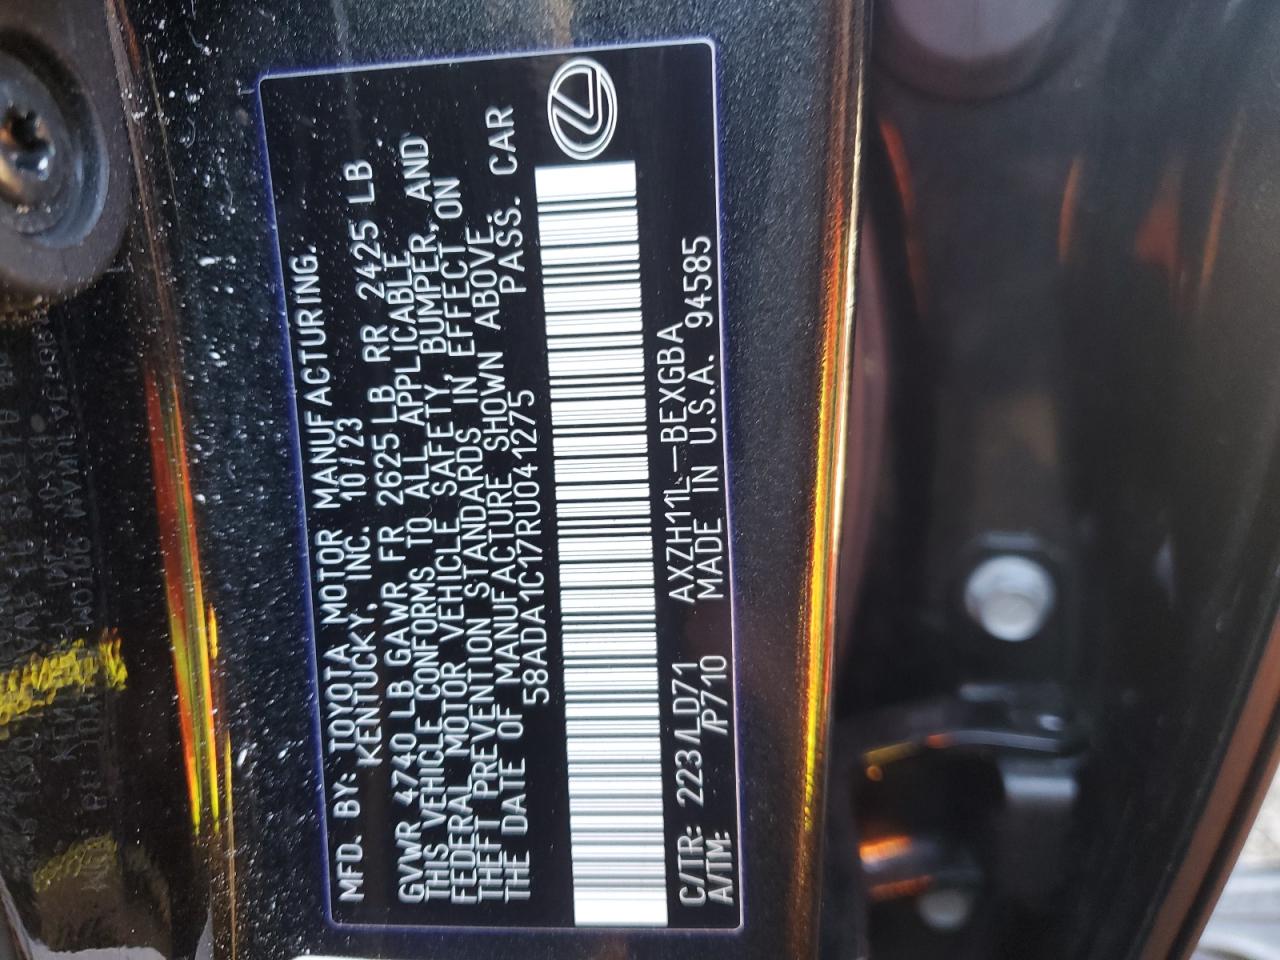 MFD. BY: TOYOTA MOTOR MANUFACTURING.
KENTUCKY, INC. 10/23
GVWR 4740 LB GAWR FR 2625 LB RR 2425 LB
THIS VEHICLE CONFORMS TO ALL APPLICABLE
FEDERAL MOTOR VEHICLE SAFETY, BUMPER, AND
THEFT PREVENTION STANDARDS IN EFFECT ON
THE DATE OF MANUFACTURE SHOWN ABOVE.
58ADA1C17RU041275 PASS. CAR
C/TR: 223/LD71 AXZH11L-BEXGBA
A/TM: /P710 MADE IN U.S.A. 94585